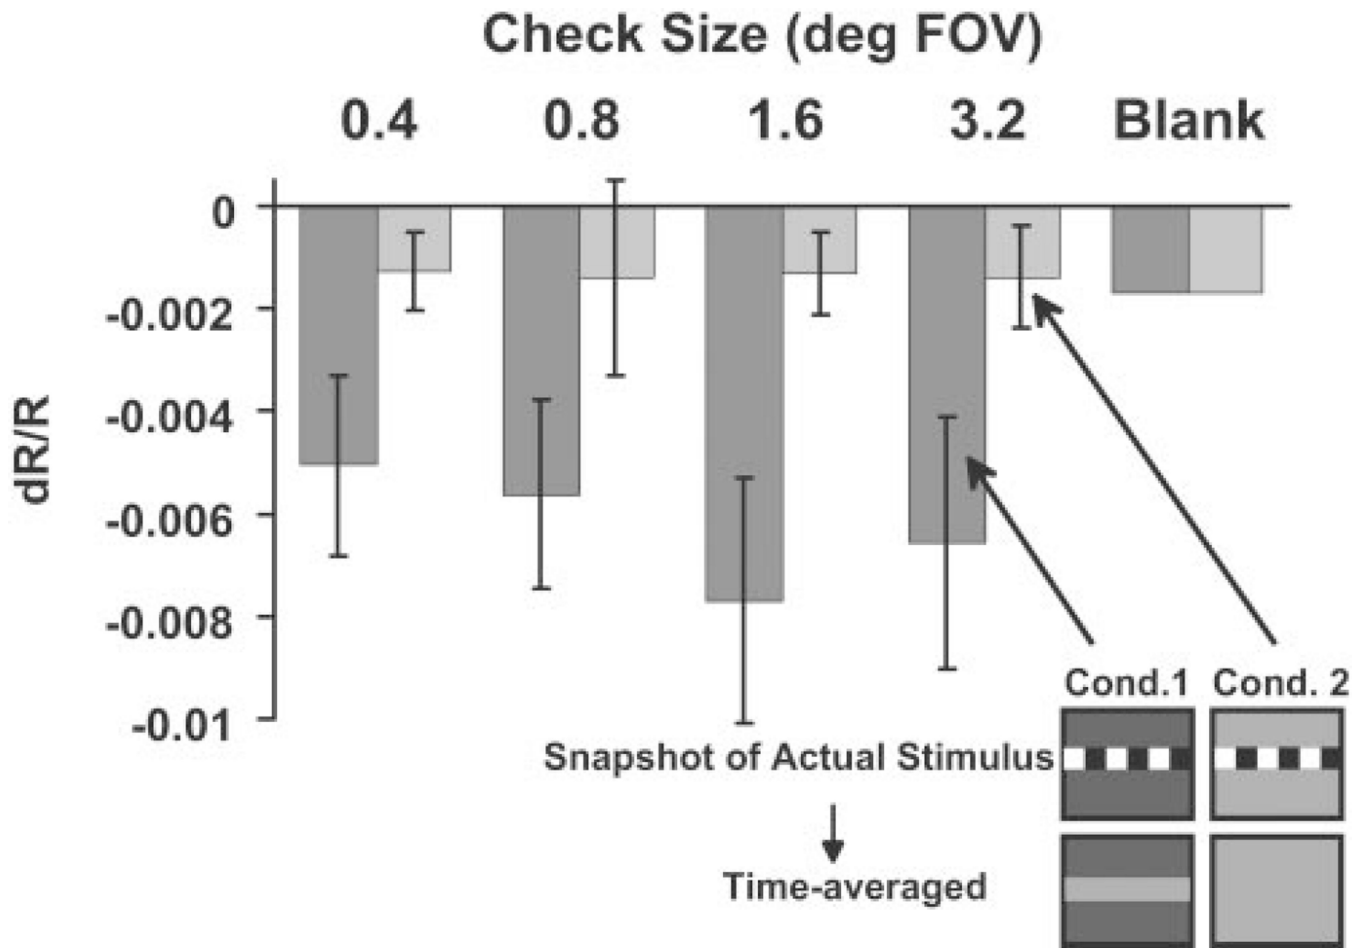 Check Size (deg FOV)
0.4 0.8 1.6 3.2 Blank
0
-0.002
-0.004
-0.006
-0.008
-0.01
dR/R
Cond.1 Cond. 2
Snapshot of Actual Stimulus
Time-averaged